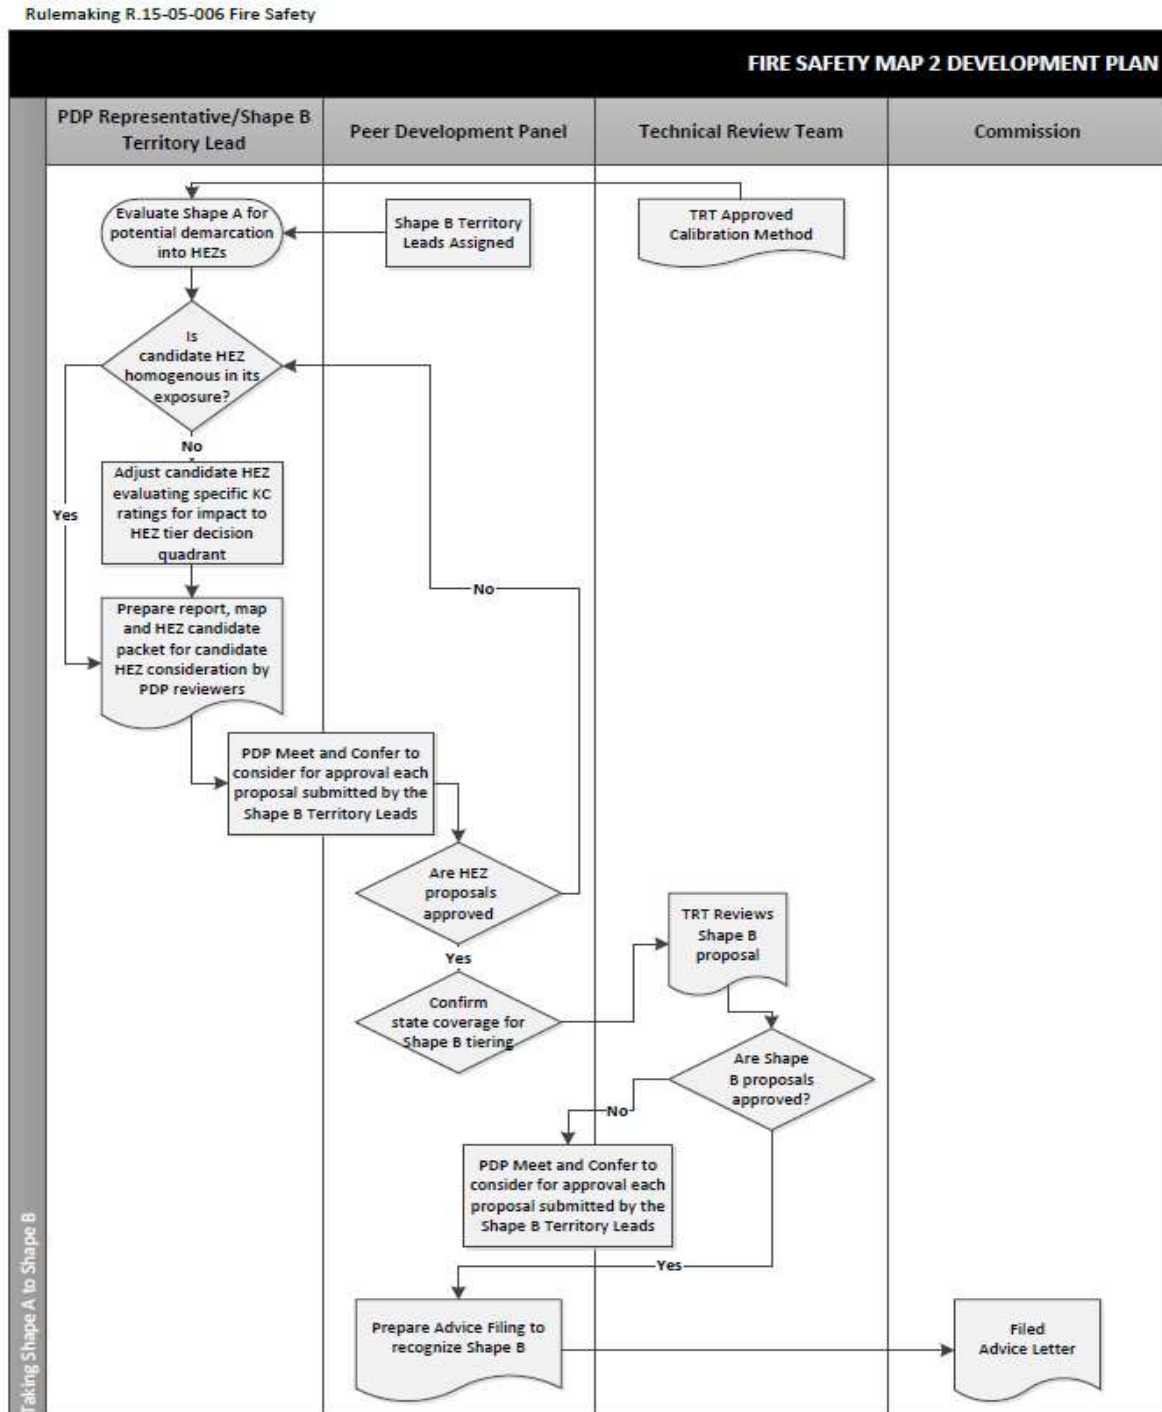 Rulemaking R.15-05-006 Fire Safety
FIRE SAFETY MAP 2 DEVELOPMENT PLAN
PDP Representative/Shape B
Territory Lead
Peer Development Panel
Technical Review Team
Commission
Evaluate Shape A for
potential demarcation
into HEZs
Shape B Territory
Leads Assigned
TRT Approved
Calibration Method
Is
candidate HEZ
homogenous in its
exposure?
No
Yes
Adjust candidate HEZ
evaluating specific KC
ratings for impact to
HEZ tier decision
quadrant
No
Prepare report, map
and HEZ candidate
packet for candidate
HEZ consideration by
PDP reviewers
PDP Meet and Confer to
consider for approval each
proposal submitted by the
Shape B Territory Leads
Are HEZ
proposals
approved
Yes
TRT Reviews
Shape B
proposal
Confirm
state coverage for
Shape B tiering
Are Shape
B proposals
approved?
No
PDP Meet and Confer to
consider for approval each
proposal submitted by the
Shape B Territory Leads
Yes
Prepare Advice Filing to
recognize Shape B
Filed
Advice Letter
Taking Shape A to Shape B